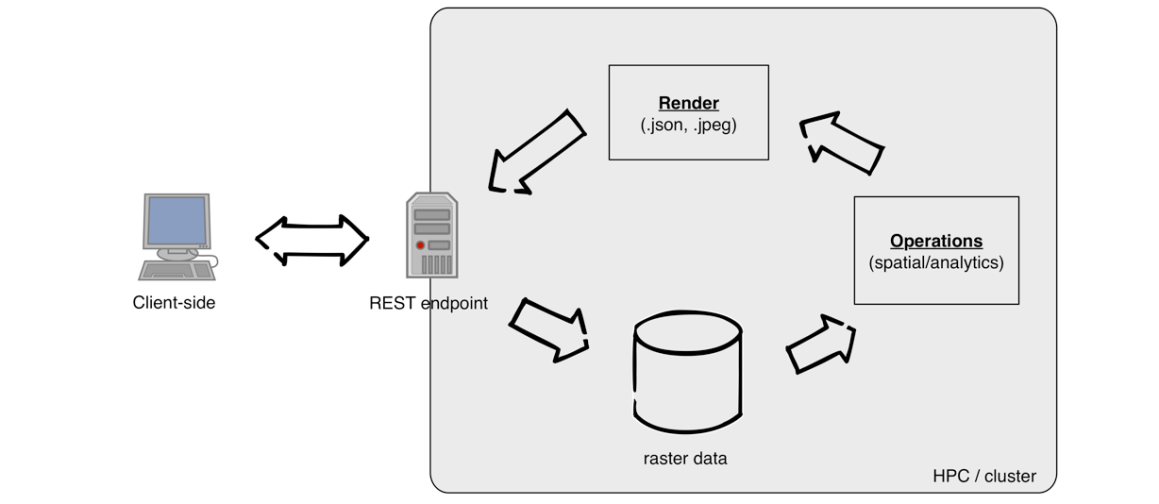 Render
(.json, .jpeg)
Operations
(spatial/analytics)
Client-side
REST endpoint
raster data
HPC / cluster